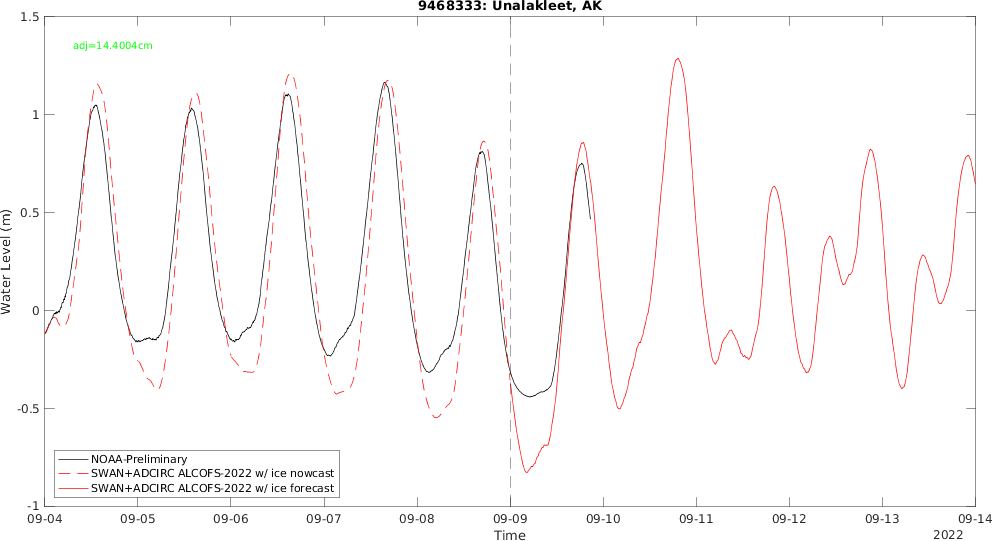 9468333: Unalakleet, AK
adj=14.4004cm
1.5
1
0.5
0
-0.5
-1
Water Level (m)
NOAA-Preliminary
SWAN+ADCIRC ALCOFS-2022 w/ ice nowcast
SWAN+ADCIRC ALCOFS-2022 w/ ice forecast
09-04 09-05 09-06 09-07 09-08 09-09 09-10 09-11 09-12 09-13 09-14
Time
2022